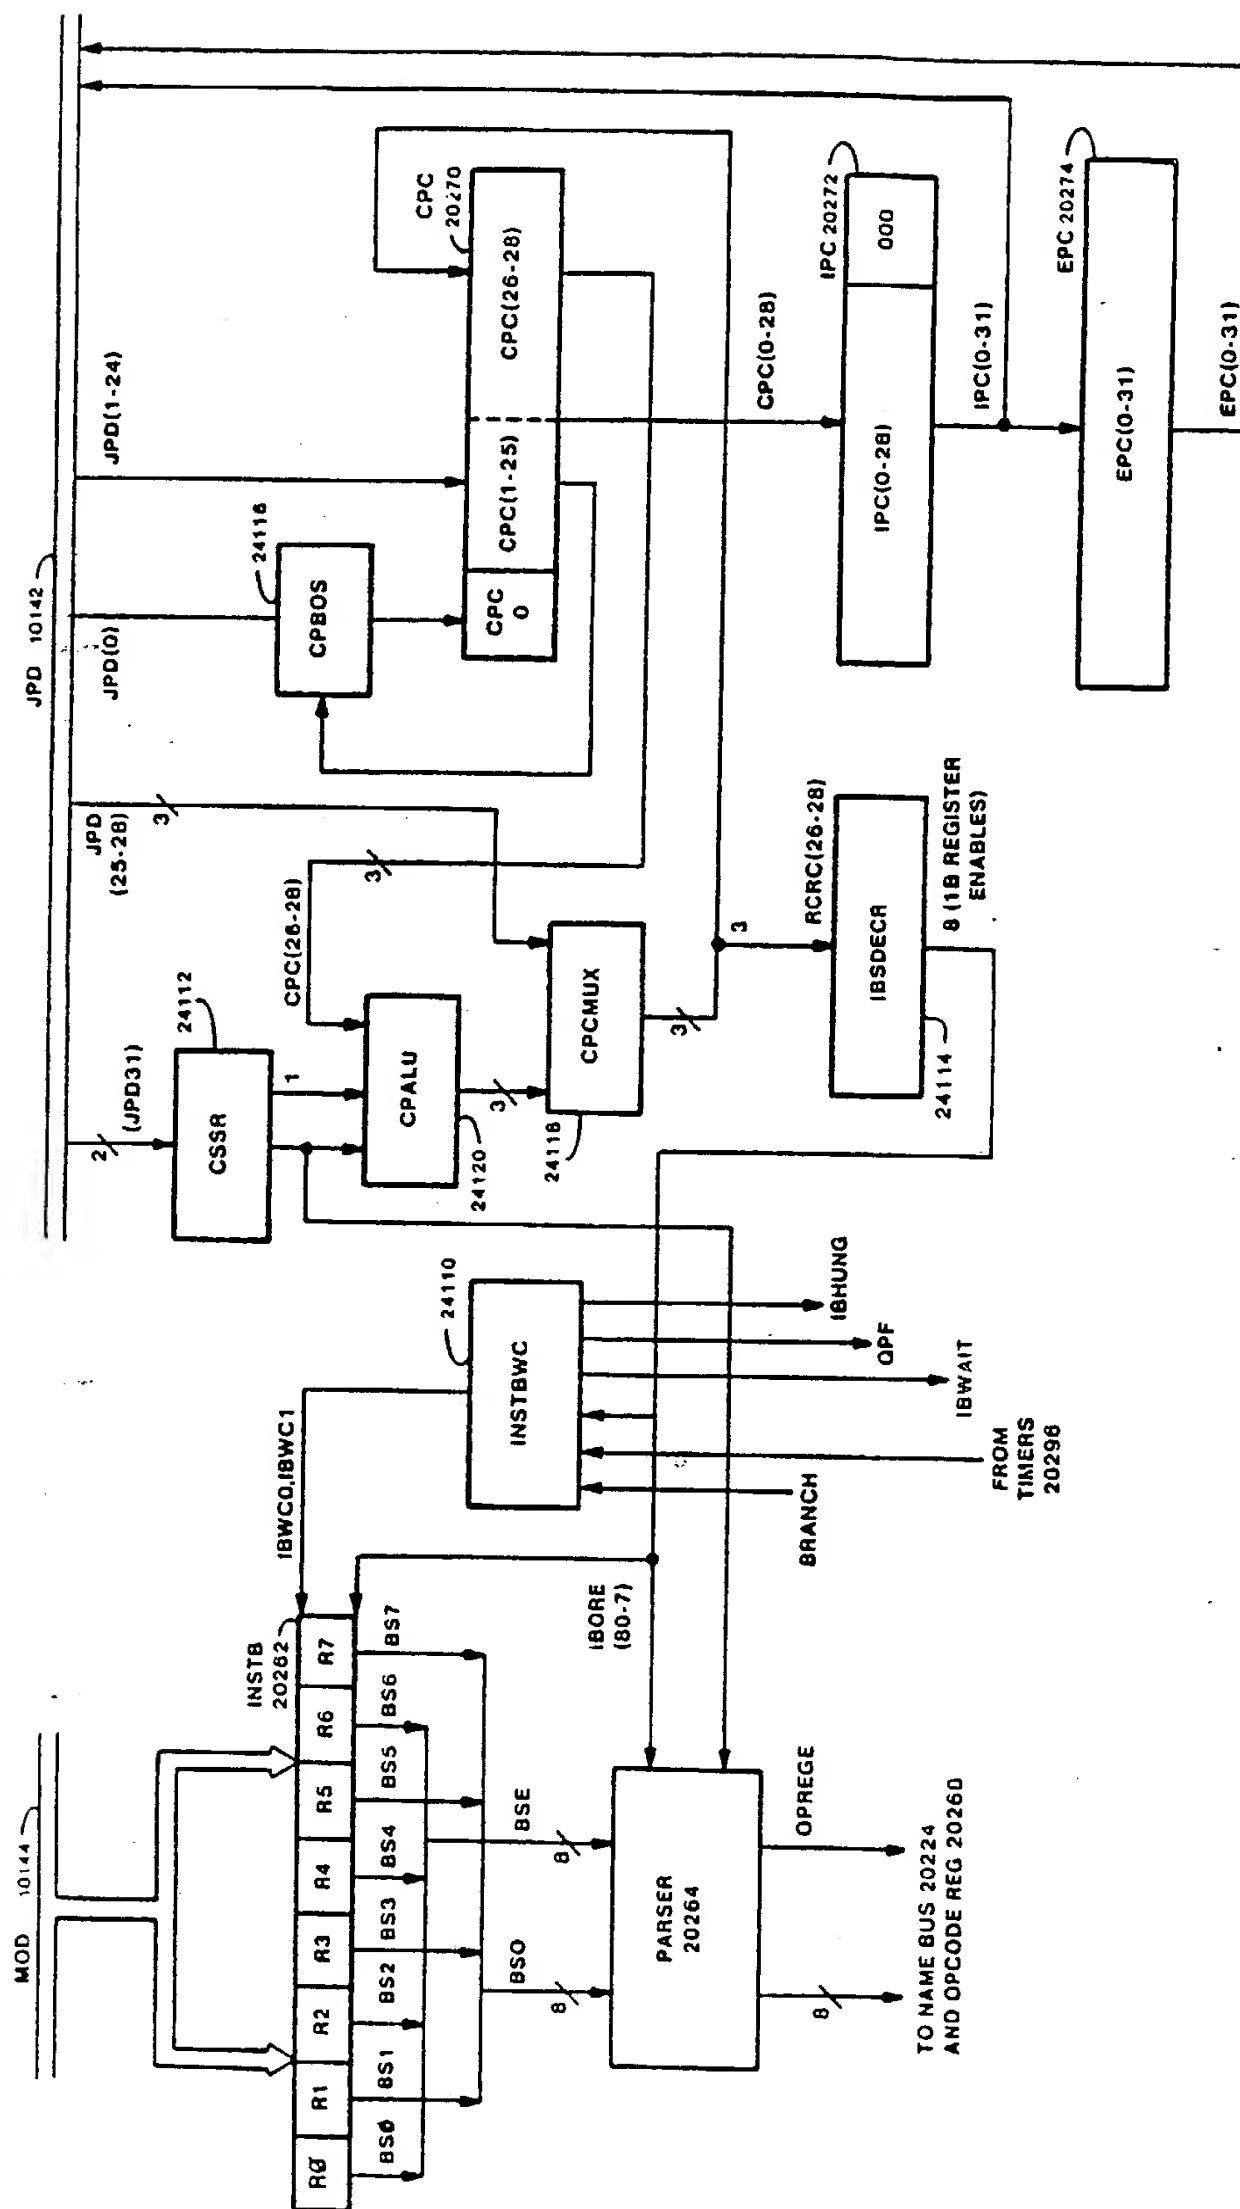 MOD 10144
JPD 10142
INSTB
20262
R0
R1
R2
R3
R4
R5
R6
R7
BS0
BS1
BS2
BS3
BS4
BS5
BS6
BS7
BSO
BSE
8
8
PARSER
20264
8
OPREGE
TO NAME BUS 20224
AND OPCODE REG 20260
IBORE
(80-7)
IBWC0,IBWC1
INSTBWC
24110
BRANCH
FROM
TIMERS
20296
IBWAIT
QPF
IBHUNG
2
(JPD31)
CSSR
24112
1
CPALU
24120
CPC(26-28)
3
3
JPD
(25-28)
3
CPCMUX
24118
3
3
RCRC(26-28)
IBSDECR
24114
8 (1B REGISTER
ENABLES)
JPD(0)
CPBOS
24116
JPD(1-24)
CPC
20270
CPC
0
CPC(1-25)
CPC(26-28)
CPC(0-28)
IPC 20272
IPC(0-28)
000
IPC(0-31)
EPC 20274
EPC(0-31)
EPC(0-31)